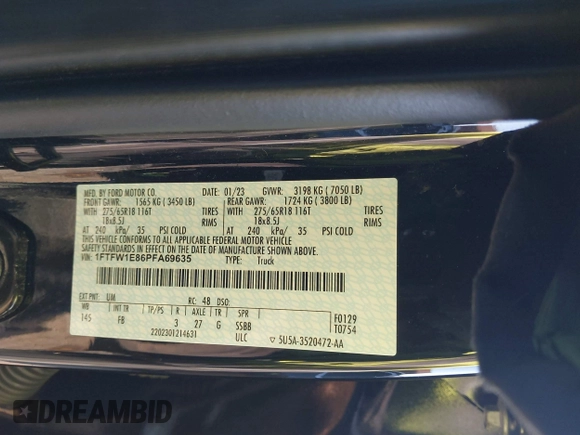 MFD. BY FORD MOTOR CO. DATE: 01/23 GVWR: 3198 KG ( 7050 LB)
FRONT GAWR: 1565 KG ( 3450 LB) REAR GAWR: 1724 KG ( 3800 LB)
WITH 275/65R18 116T TIRES WITH 275/65R18 116T TIRES
18x8.5J RIMS 18x8.5J RIMS
AT 240 kPa/ 35 PSI COLD AT 240 kPa/ 35 PSI COLD
THIS VEHICLE CONFORMS TO ALL APPLICABLE FEDERAL MOTOR VEHICLE
SAFETY AND THEFT PREVENTION STANDARDS IN EFFECT ON THE DATE OF MANUFACTURE SHOWN ABOVE.
VIN: 1FTFW1E86PFA69635 TYPE: Truck
EXT PNT: UM RC: 48 DSO: F0129
WB TP/PS R AXLE TR SPR T0754
145 FB 3 27 G SSBB
2202301214631 ULC 5U5A-3520472-AA
DREAMBID